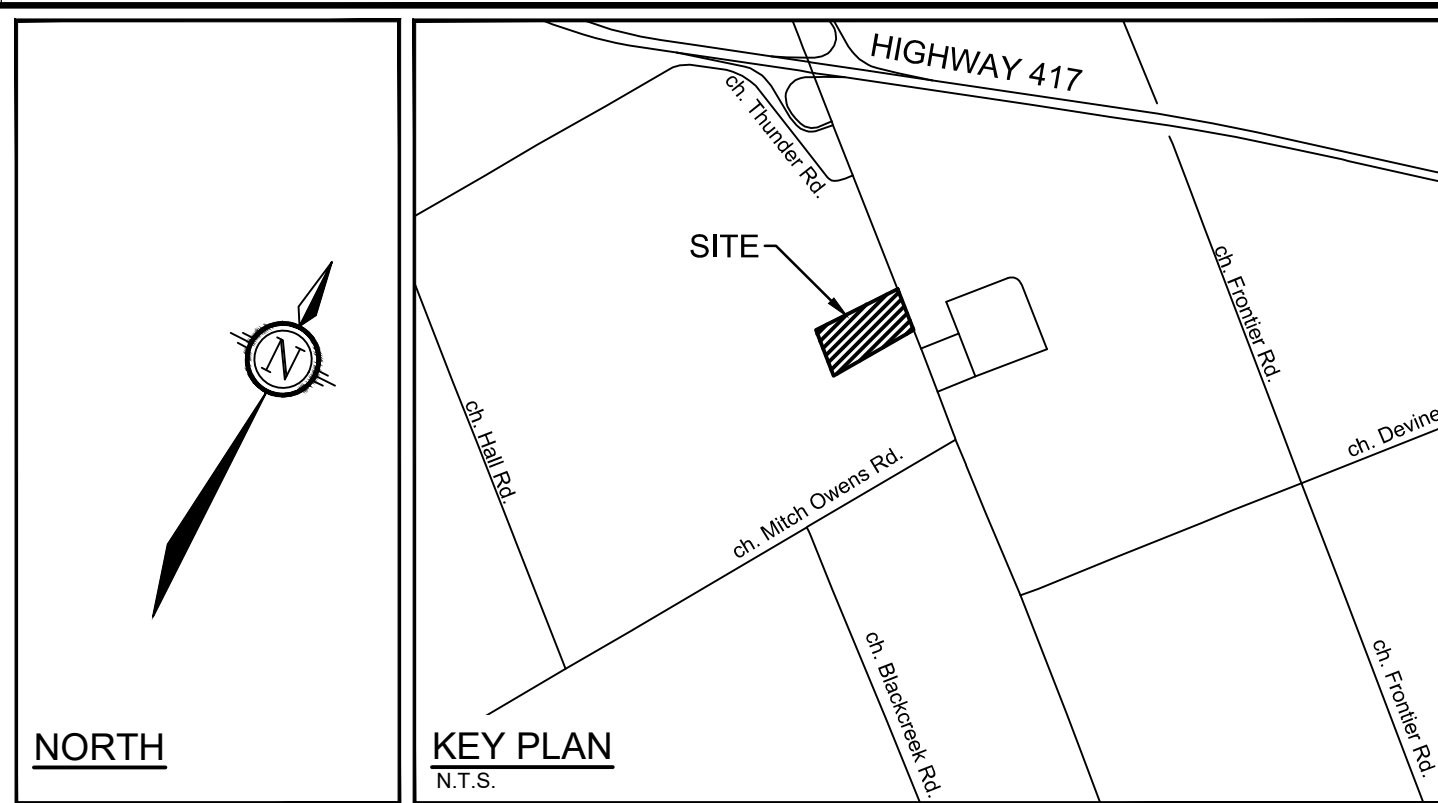 HIGHWAY 417
ch. Thunder Rd.
SITE
ch. Frontier Rd.
N
ch. Hall Rd.
ch. Devine
ch. Mitch Owens Rd.
ch. Blackcreek Rd.
ch. Frontier Rd.
NORTH
KEY PLAN
N.T.S.